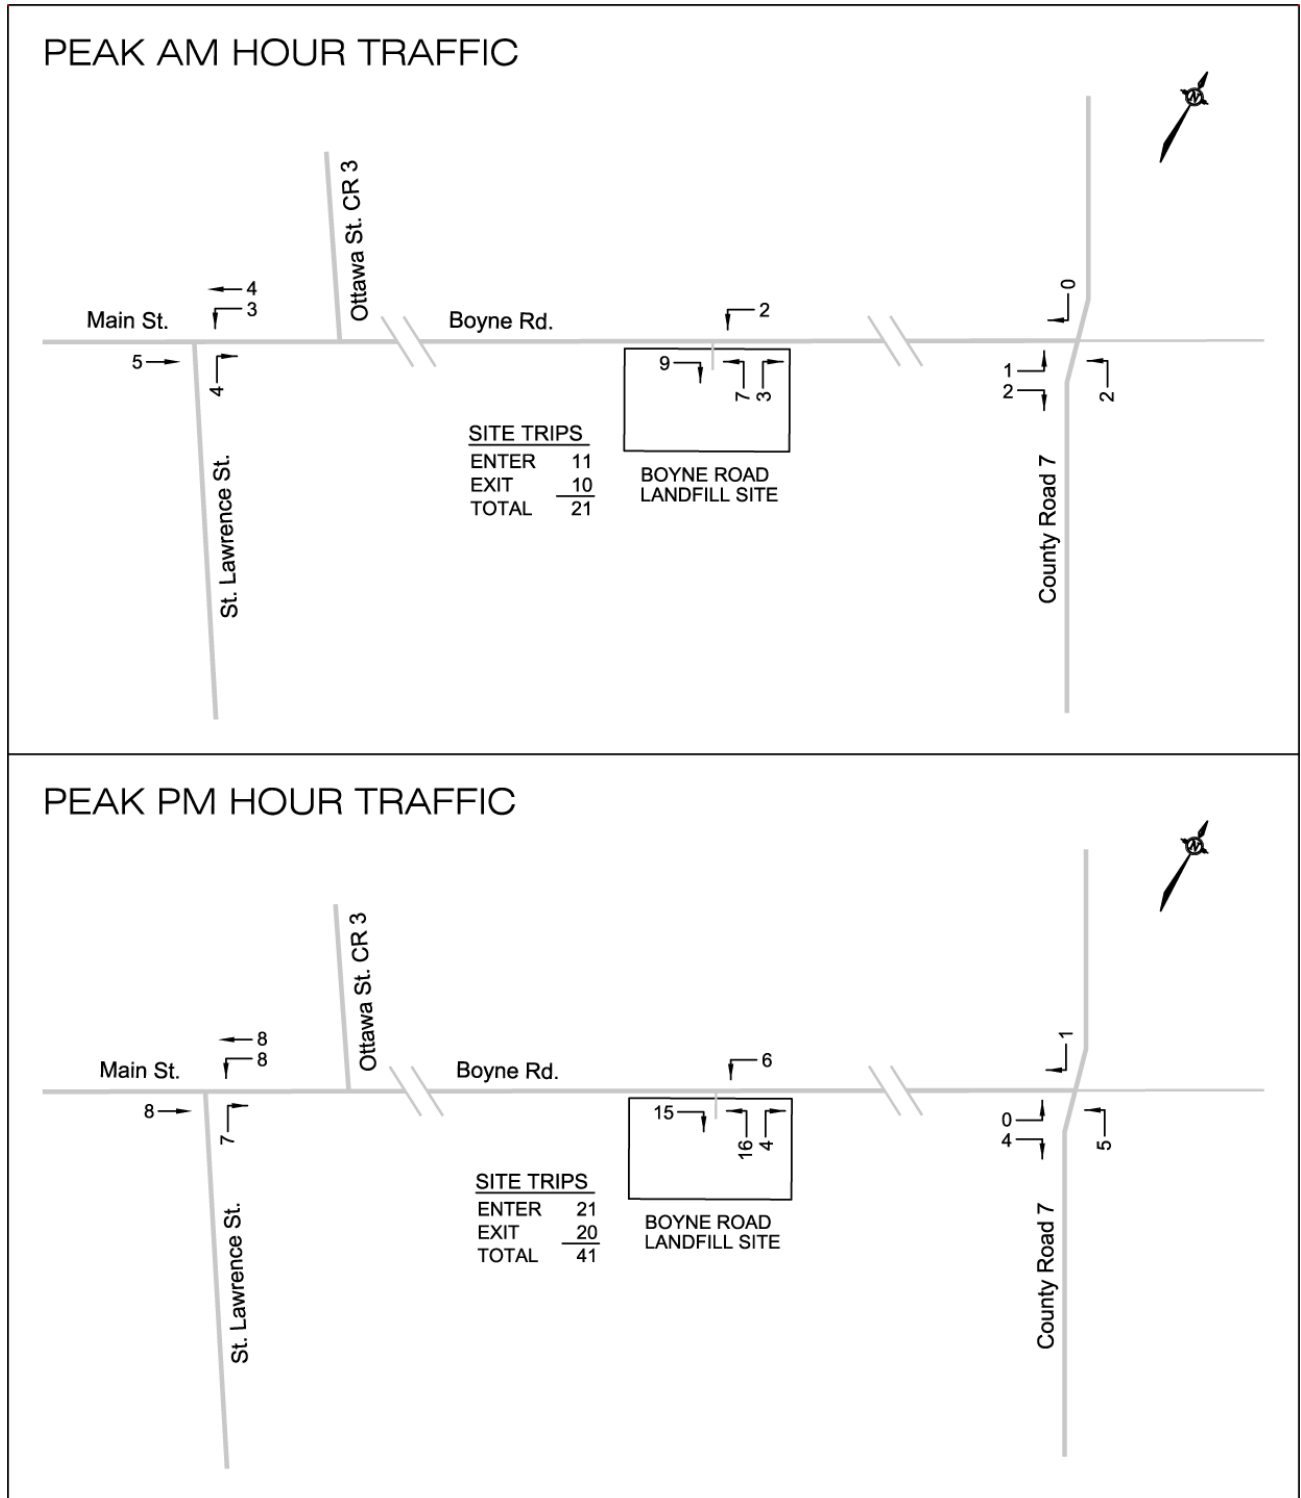 PEAK AM HOUR TRAFFIC
N
Ottawa St. CR 3
0
4
3
2
Main St.
Boyne Rd.
5
4
9
7
3
1
2
2
SITE TRIPS
ENTER 11
EXIT 10
TOTAL 21
BOYNE ROAD
LANDFILL SITE
St. Lawrence St.
County Road 7
PEAK PM HOUR TRAFFIC
N
Ottawa St. CR 3
1
8
8
6
Main St.
Boyne Rd.
8
7
15
16
4
0
4
5
SITE TRIPS
ENTER 21
EXIT 20
TOTAL 41
BOYNE ROAD
LANDFILL SITE
St. Lawrence St.
County Road 7